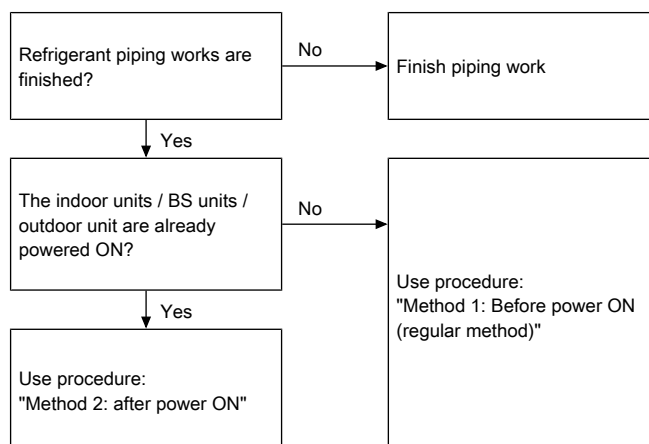 Refrigerant piping works are
finished?
No
Finish piping work
Yes
The indoor units / BS units /
outdoor unit are already
powered ON?
No
Use procedure:
"Method 1: Before power ON
(regular method)"
Yes
Use procedure:
"Method 2: after power ON"